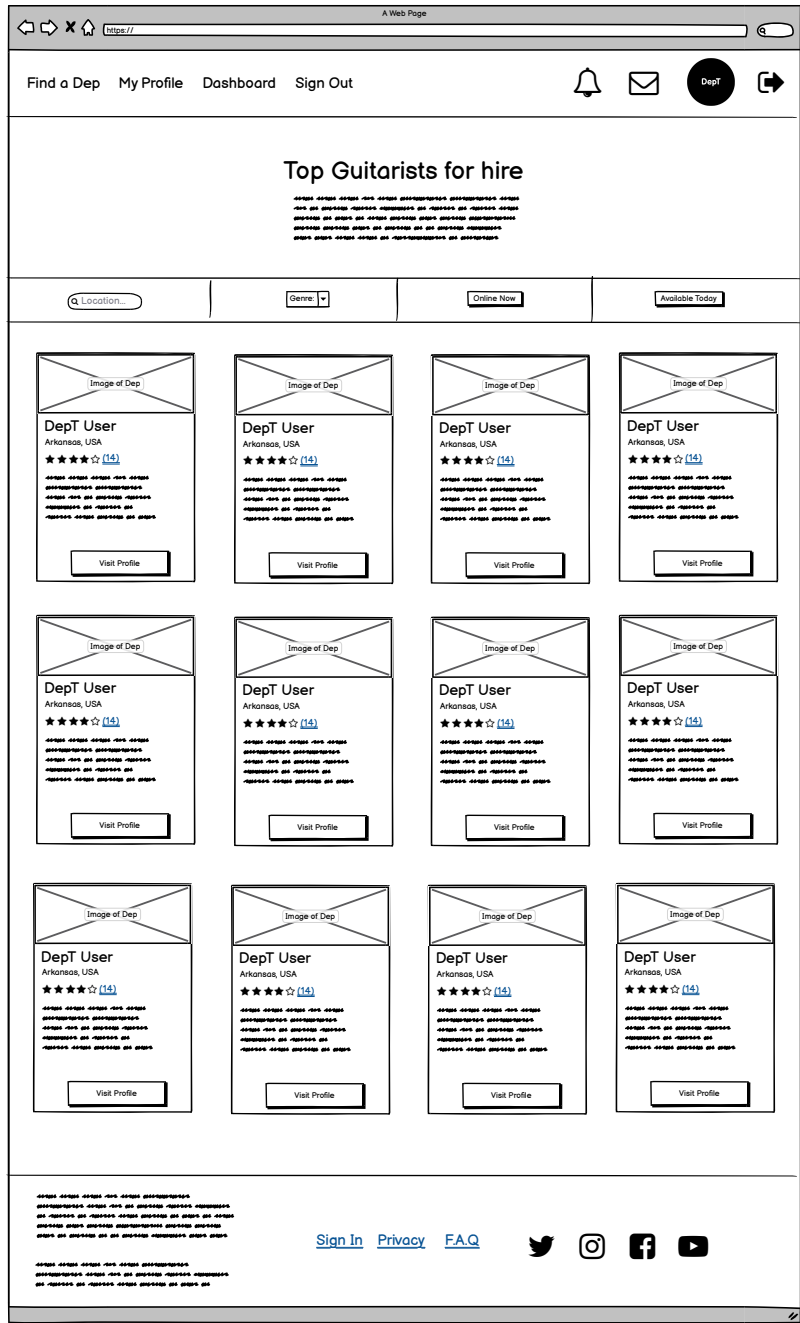 A Web Page
https://
Find a Dep My Profile Dashboard Sign Out DepT
Top Guitarists for hire
Location... Genre: Online Now Available Today
Image of Dep Image of Dep Image of Dep Image of Dep
DepT User DepT User DepT User DepT User
Arkansas, USA Arkansas, USA Arkansas, USA Arkansas, USA
(14) (14) (14) (14)
Visit Profile Visit Profile Visit Profile Visit Profile
Image of Dep Image of Dep Image of Dep Image of Dep
DepT User DepT User DepT User DepT User
Arkansas, USA Arkansas, USA Arkansas, USA Arkansas, USA
(14) (14) (14) (14)
Visit Profile Visit Profile Visit Profile Visit Profile
Image of Dep Image of Dep Image of Dep Image of Dep
DepT User DepT User DepT User DepT User
Arkansas, USA Arkansas, USA Arkansas, USA Arkansas, USA
(14) (14) (14) (14)
Visit Profile Visit Profile Visit Profile Visit Profile
Sign In Privacy F.A.Q